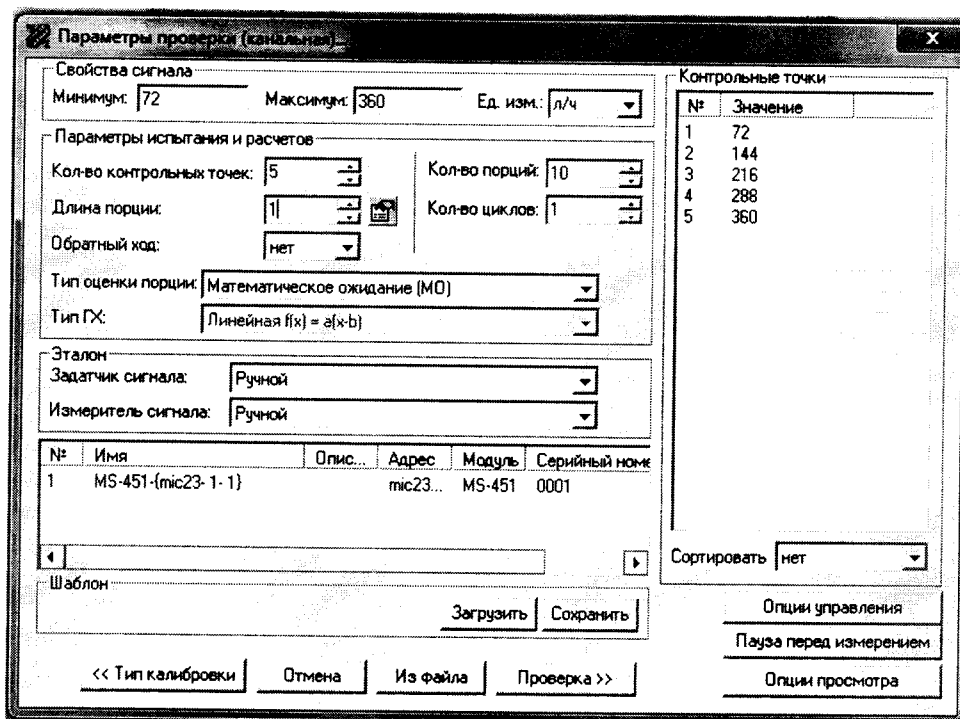 Параметры проверки (канальная)
Свойства сигнала
Минимум: 72 Максимум: 360 Ед. изм.: л/ч
Параметры испытания и расчетов
Кол-во контрольных точек: 5 Кол-во порций: 10
Длина порции: 1 Кол-во циклов: 1
Обратный ход: нет
Тип оценки порции: Математическое ожидание (МО)
Тип ГХ: Линейная f(x) = a(x-b)
Эталон
Задатчик сигнала: Ручной
Измеритель сигнала: Ручной
№ Имя Опис... Адрес Модуль Серийный номе
1 MS-451-{mic23- 1- 1} mic23... MS-451 0001
Шаблон
Загрузить Сохранить
<< Тип калибровки Отмена Из файла Проверка >>
Контрольные точки
№ Значение
1 72
2 144
3 216
4 288
5 360
Сортировать нет
Опции управления
Пауза перед измерением
Опции просмотра